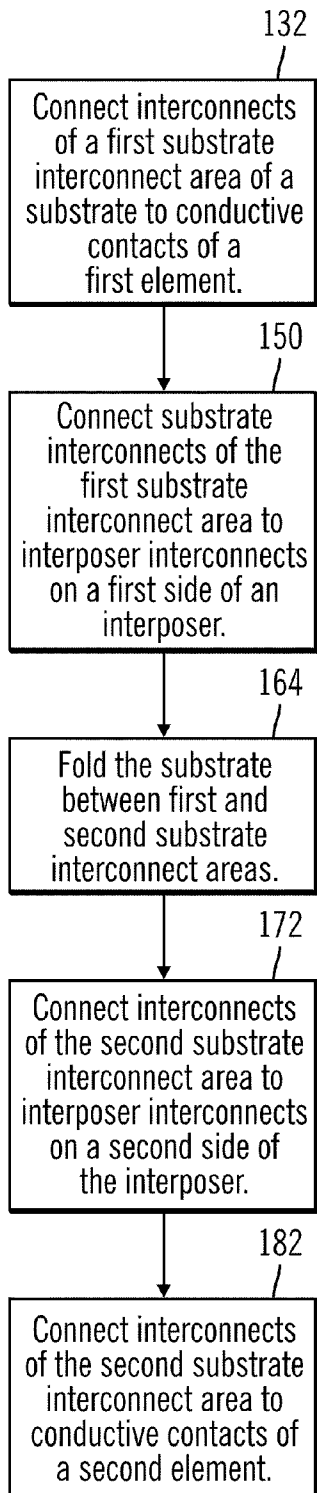 132
Connect interconnects
of a first substrate
interconnect area of a
substrate to conductive
contacts of a
first element.
150
Connect substrate
interconnects of the
first substrate
interconnect area to
interposer interconnects
on a first side of an
interposer.
164
Fold the substrate
between first and
second substrate
interconnect areas.
172
Connect interconnects
of the second substrate
interconnect area to
interposer interconnects
on a second side of
the interposer.
182
Connect interconnects
of the second substrate
interconnect area to
conductive contacts of
a second element.